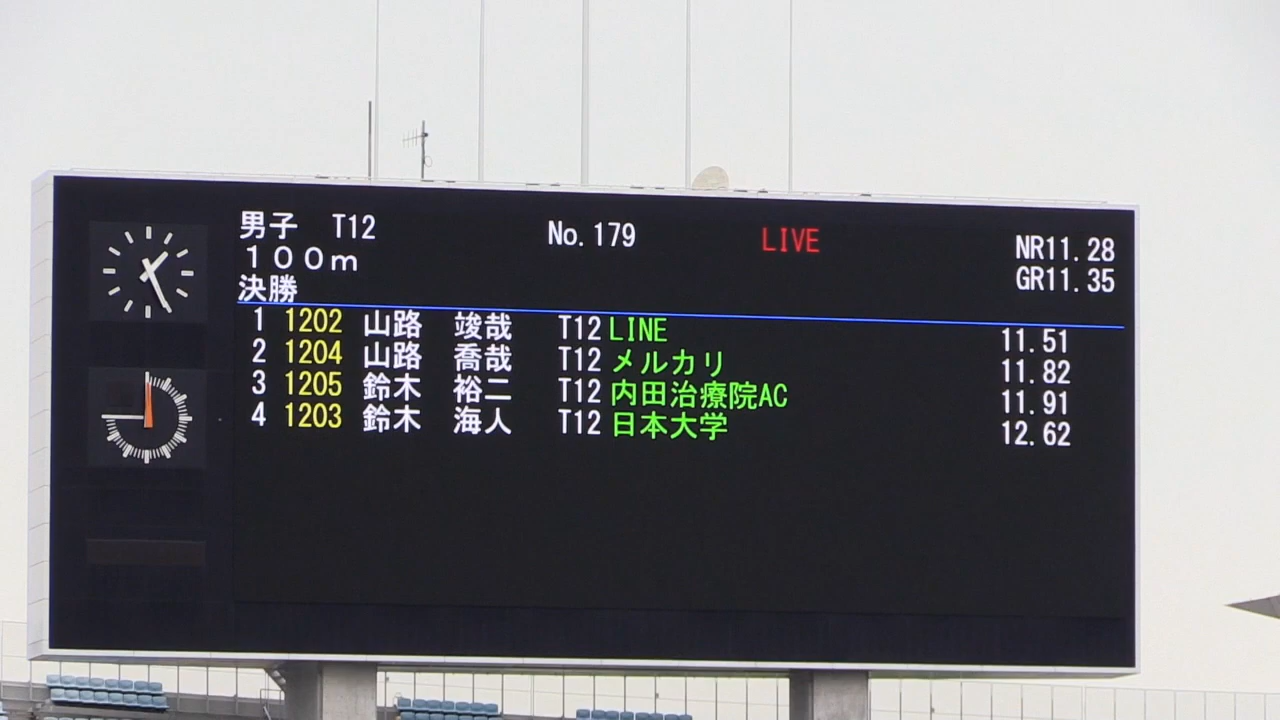 男子 T12 No.179 LIVE NR11.28
100m GR11.35
決勝
1 1202 山路 竣哉 T12 LINE 11.51
2 1204 山路 喬哉 T12 メルカリ 11.82
3 1205 鈴木 裕二 T12 内田治療院AC 11.91
4 1203 鈴木 海人 T12 日本大学 12.62